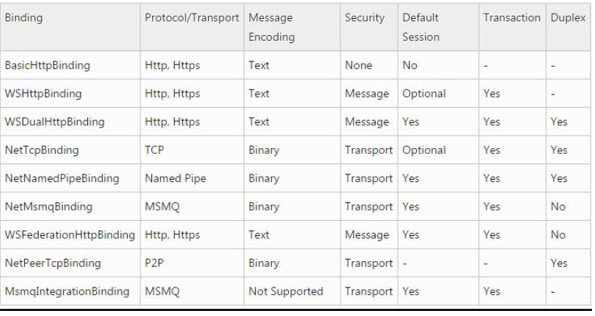 Binding Protocol/Transport Message Encoding Security Default Session Transaction Duplex
BasicHttpBinding Http, Https Text None No - -
WSHttpBinding Http, Https Text Message Optional Yes -
WSDualHttpBinding Http, Https Text Message Yes Yes Yes
NetTcpBinding TCP Binary Transport Optional Yes Yes
NetNamedPipeBinding Named Pipe Binary Transport Yes Yes Yes
NetMsmqBinding MSMQ Binary Transport Yes Yes No
WSFederationHttpBinding Http, Https Text Message Yes Yes No
NetPeerTcpBinding P2P Binary Transport - - Yes
MsmqIntegrationBinding MSMQ Not Supported Transport Yes Yes -